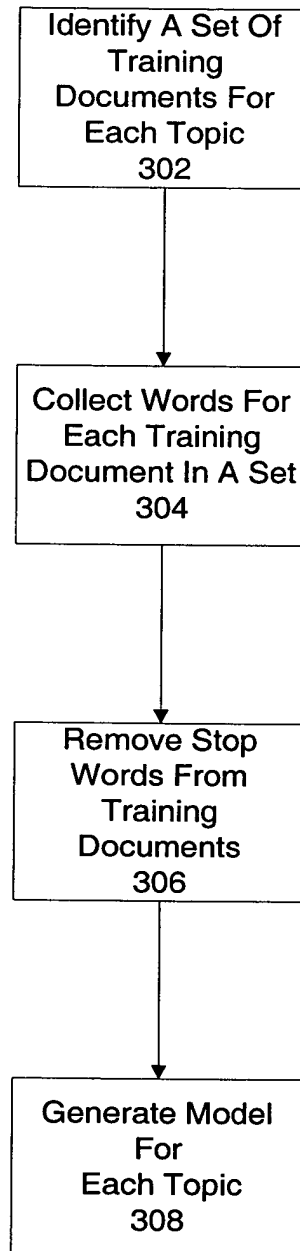 Identify A Set Of
Training
Documents For
Each Topic
302
Collect Words For
Each Training
Document In A Set
304
Remove Stop
Words From
Training
Documents
306
Generate Model
For
Each Topic
308